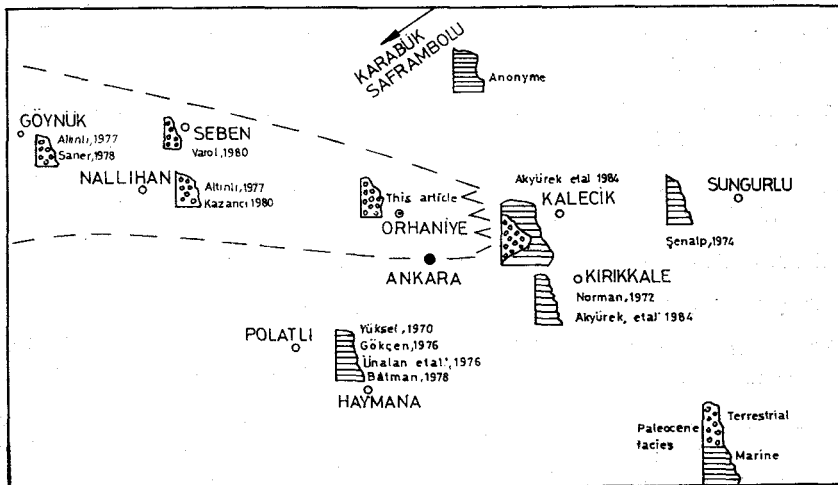 KARABÜK
SAFRAMBOLU
Anonyme
GÖYNÜK
Altınlı, 1977
Saner, 1978
SEBEN
Varol, 1980
NALLIHAN
Altınlı, 1977
Kazancı 1980
This article
ORHANİYE
Akyürek etal 1984
KALECİK
SUNGURLU
Şenalp, 1974
ANKARA
KIRIKKALE
Norman, 1972
Akyürek, etal' 1984
POLATLI
Yüksel, 1970
Gökçen, 1976
Ünalan etal', 1976
Batman, 1978
HAYMANA
Paleocene
facies
Terrestrial
Marine